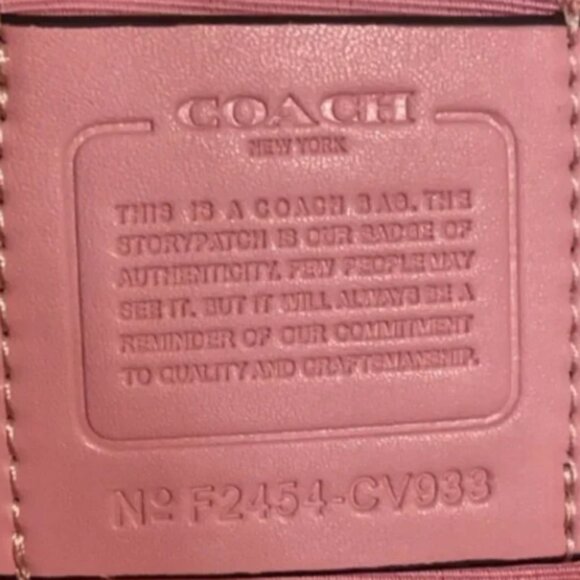 COACH
NEW YORK
THIS IS A COACH BAG. THE
STORYPATCH IS OUR BADGE OF
AUTHENTICITY. FEW PEOPLE MAY
SEE IT. BUT IT WILL ALWAYS BE A
REMINDER OF OUR COMMITMENT
TO QUALITY AND CRAFTSMANSHIP.
Nº F2454-CV933